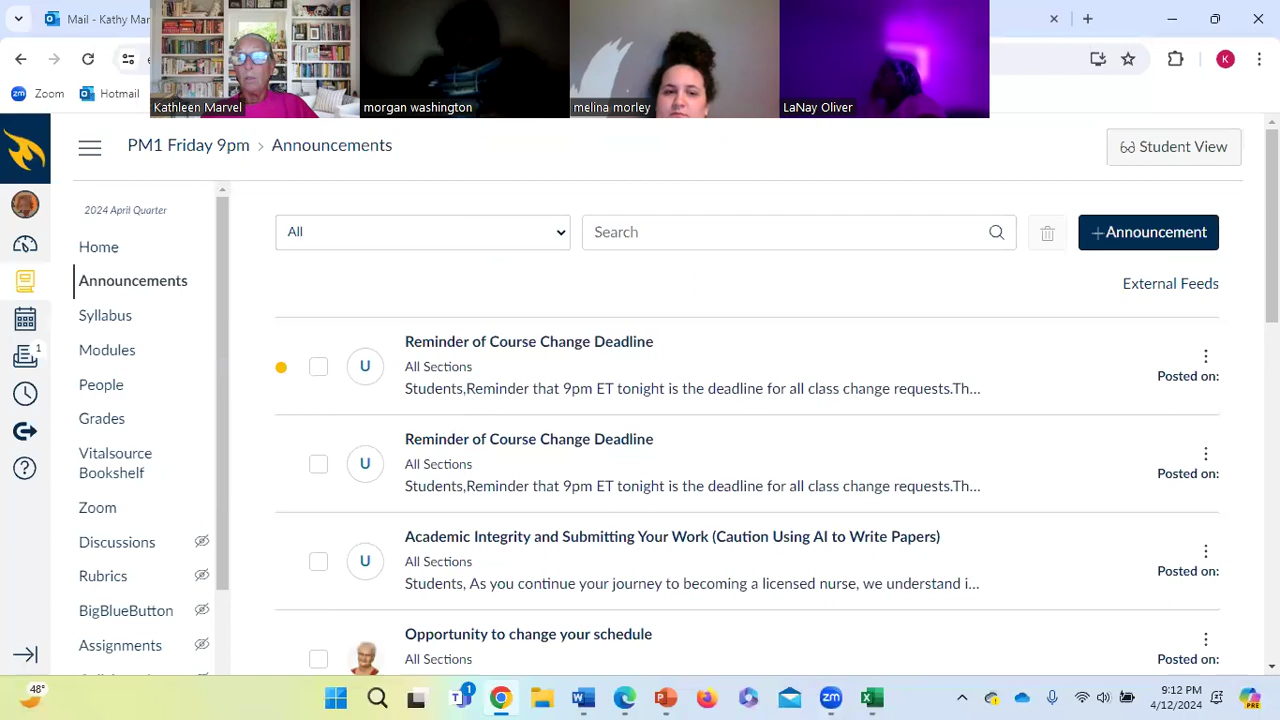 Mail - Kathy Mar
K
Zoom
Hotmail
Kathleen Marvel
morgan washington
melina morley
LaNay Oliver
PM1 Friday 9pm › Announcements
Student View
2024 April Quarter
Home
Announcements
Syllabus
Modules
People
Grades
Vitalsource
Bookshelf
Zoom
Discussions
Rubrics
BigBlueButton
Assignments
1
All
Search
+Announcement
External Feeds
Reminder of Course Change Deadline
U
All Sections
Students,Reminder that 9pm ET tonight is the deadline for all class change requests.Th...
Posted on:
Reminder of Course Change Deadline
U
All Sections
Students,Reminder that 9pm ET tonight is the deadline for all class change requests.Th...
Posted on:
Academic Integrity and Submitting Your Work (Caution Using AI to Write Papers)
U
All Sections
Students, As you continue your journey to becoming a licensed nurse, we understand i...
Posted on:
Opportunity to change your schedule
All Sections
Posted on:
48°
1
zm
9:12 PM
4/12/2024
PRE